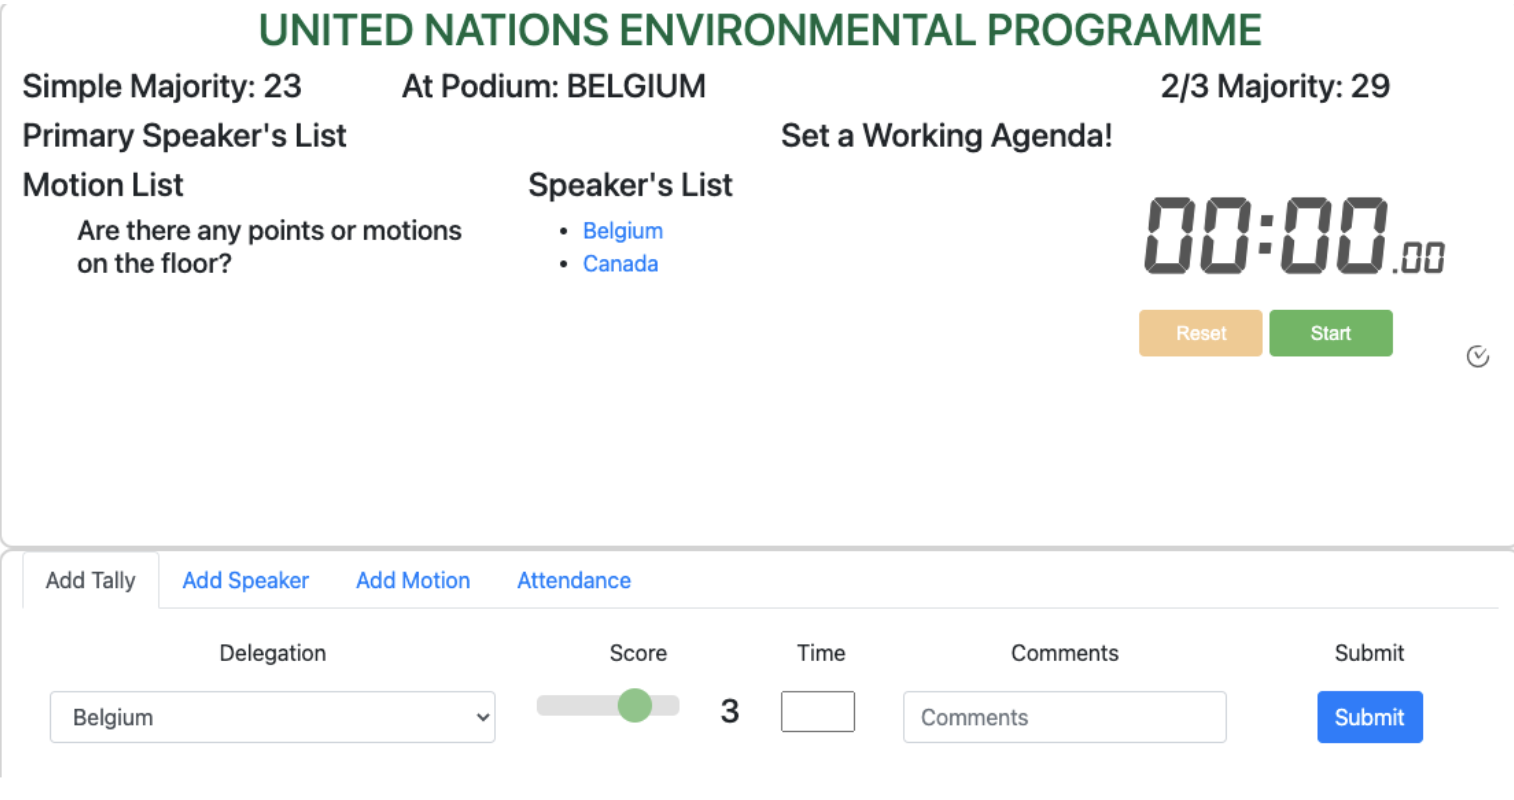 UNITED NATIONS ENVIRONMENTAL PROGRAMME
Simple Majority: 23
At Podium: BELGIUM
2/3 Majority: 29
Primary Speaker's List
Set a Working Agenda!
Motion List
Are there any points or motions
on the floor?
Speaker's List
Belgium
Canada
00:00.00
Reset
Start
Add Tally
Add Speaker
Add Motion
Attendance
Delegation
Score
Time
Comments
Submit
Belgium
3
Comments
Submit